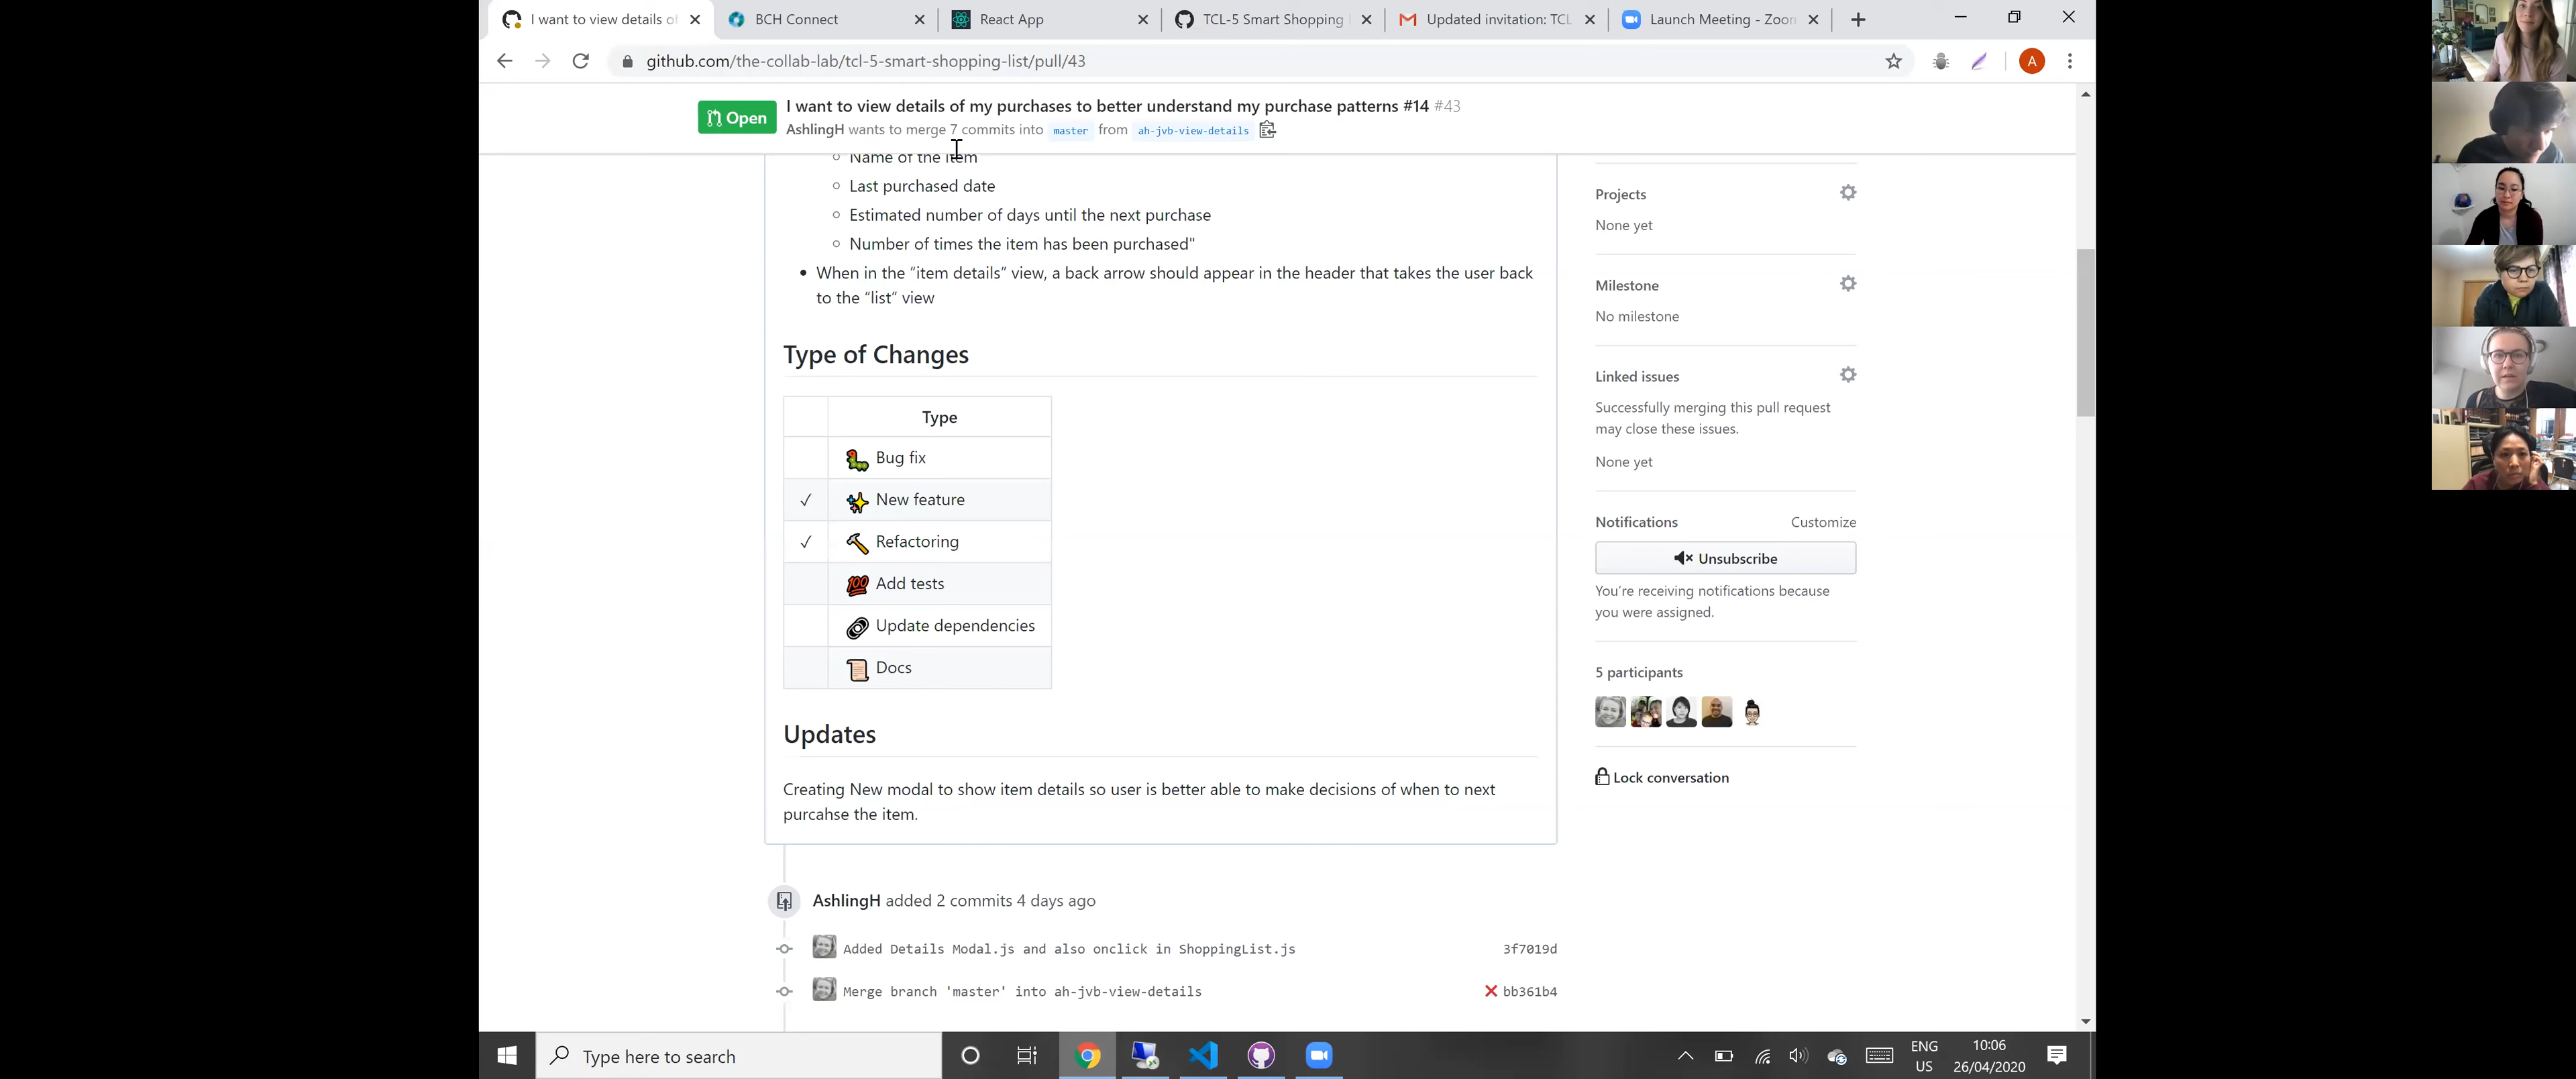 I want to view details of
BCH Connect
React App
TCL-5 Smart Shopping
Updated invitation: TCL
Launch Meeting - Zoom
github.com/the-collab-lab/tcl-5-smart-shopping-list/pull/43
A
Open
I want to view details of my purchases to better understand my purchase patterns #14 #43
AshlingH wants to merge 7 commits into master from ah-jvb-view-details
Name of the item
Last purchased date
Estimated number of days until the next purchase
Number of times the item has been purchased"
When in the “item details” view, a back arrow should appear in the header that takes the user back
to the “list” view
Type of Changes
Type
Bug fix
✓ New feature
✓ Refactoring
100 Add tests
Update dependencies
Docs
Updates
Creating New modal to show item details so user is better able to make decisions of when to next
purcahse the item.
AshlingH added 2 commits 4 days ago
Added Details Modal.js and also onclick in ShoppingList.js 3f7019d
Merge branch 'master' into ah-jvb-view-details bb361b4
Projects
None yet
Milestone
No milestone
Linked issues
Successfully merging this pull request
may close these issues.
None yet
Notifications Customize
Unsubscribe
You’re receiving notifications because
you were assigned.
5 participants
Lock conversation
Type here to search
ENG
US
10:06
26/04/2020